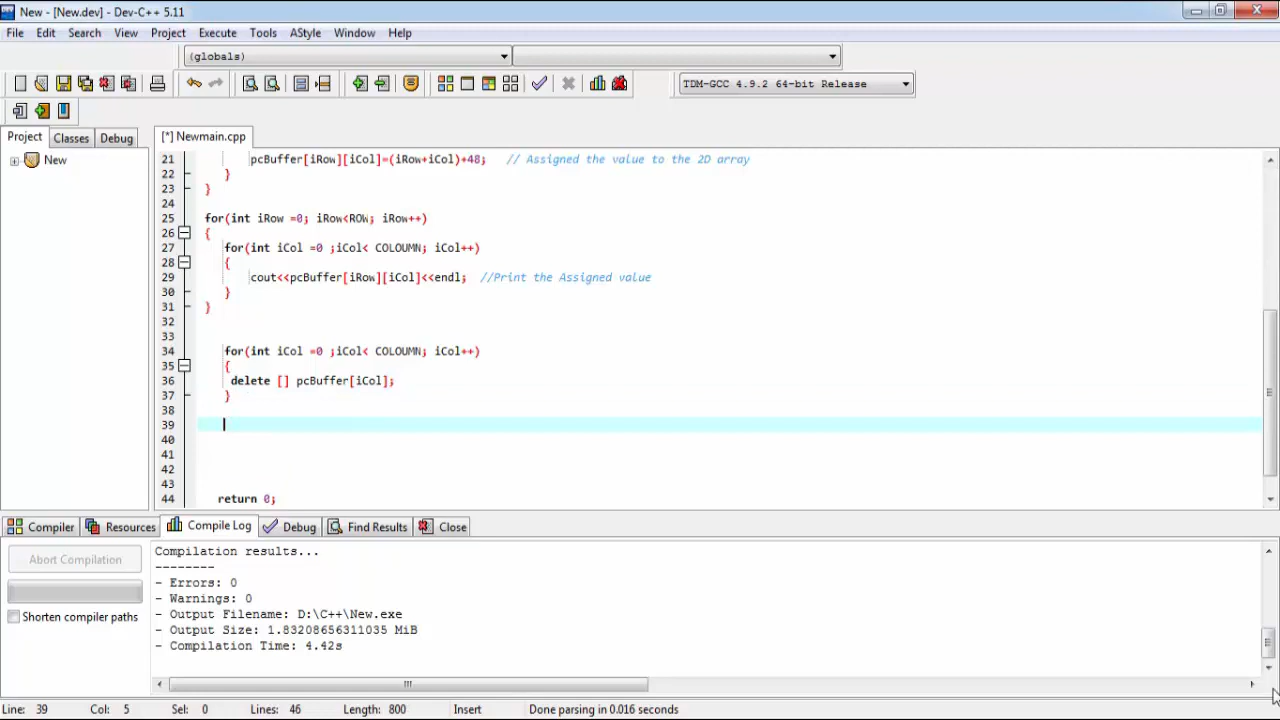 New - [New.dev] - Dev-C++ 5.11
File Edit Search View Project Execute Tools AStyle Window Help
(globals)
TDM-GCC 4.9.2 64-bit Release
Project Classes Debug
[*] Newmain.cpp
New
21 pcBuffer[iRow][iCol]=(iRow+iCol)+48; // Assigned the value to the 2D array
22 }
23 }
24
25 for(int iRow =0; iRow<ROW; iRow++)
26 {
27 for(int iCol =0 ;iCol< COLOUMN; iCol++)
28 {
29 cout<<pcBuffer[iRow][iCol]<<endl; //Print the Assigned value
30 }
31 }
32
33
34 for(int iCol =0 ;iCol< COLOUMN; iCol++)
35 {
36 delete [] pcBuffer[iCol];
37 }
38
39
40
41
42
43
44 return 0;
Compiler Resources Compile Log Debug Find Results Close
Abort Compilation
Shorten compiler paths
Compilation results...
--------
- Errors: 0
- Warnings: 0
- Output Filename: D:\C++\New.exe
- Output Size: 1.83208656311035 MiB
- Compilation Time: 4.42s
Line: 39 Col: 5 Sel: 0 Lines: 46 Length: 800 Insert Done parsing in 0.016 seconds